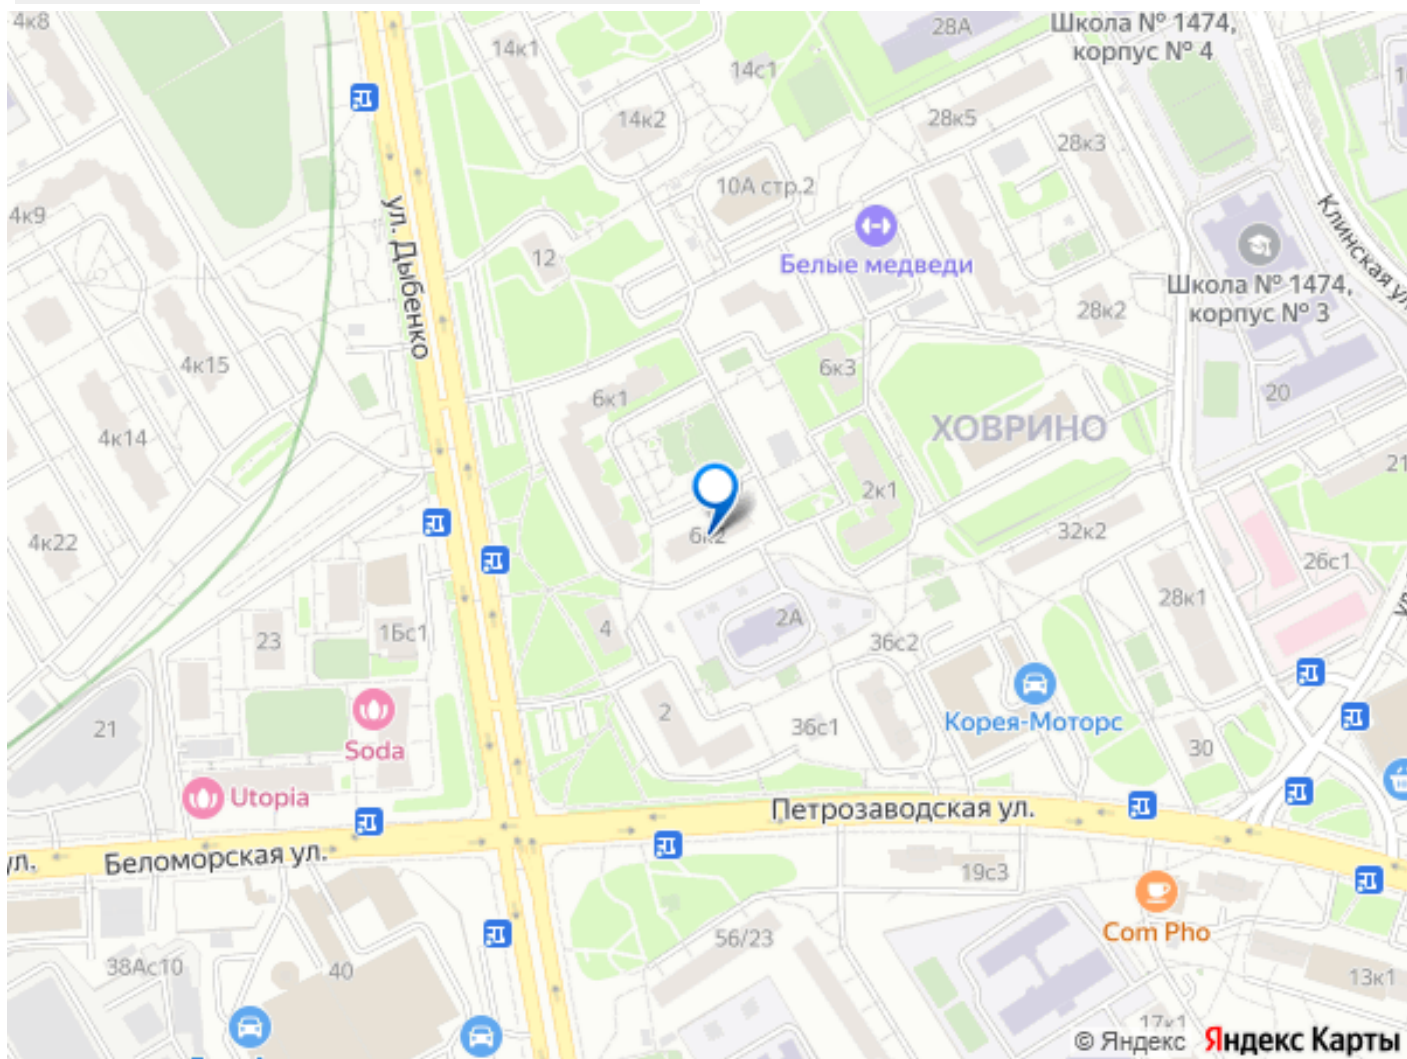 4к8
14к1
14с1
28А
Школа № 1474,
корпус № 4
14к2
28к5
28к3
10А стр.2
4к9
ул. Дыбенко
12
Белые медведи
Клинская ул.
Школа № 1474,
корпус № 3
28к2
4к15
6к1
6к3
20
4к14
ХОВРИНО
21
2к1
4к22
6к2
32к2
26с1
28к1
23
1Бс1
4
2А
36с2
2
36с1
Корея-Моторс
21
Soda
30
Utopia
Петрозаводская ул.
ул.
Беломорская ул.
19с3
Com Pho
56/23
38Ас10
40
13к1
17к1
© Яндекс Яндекс Карты